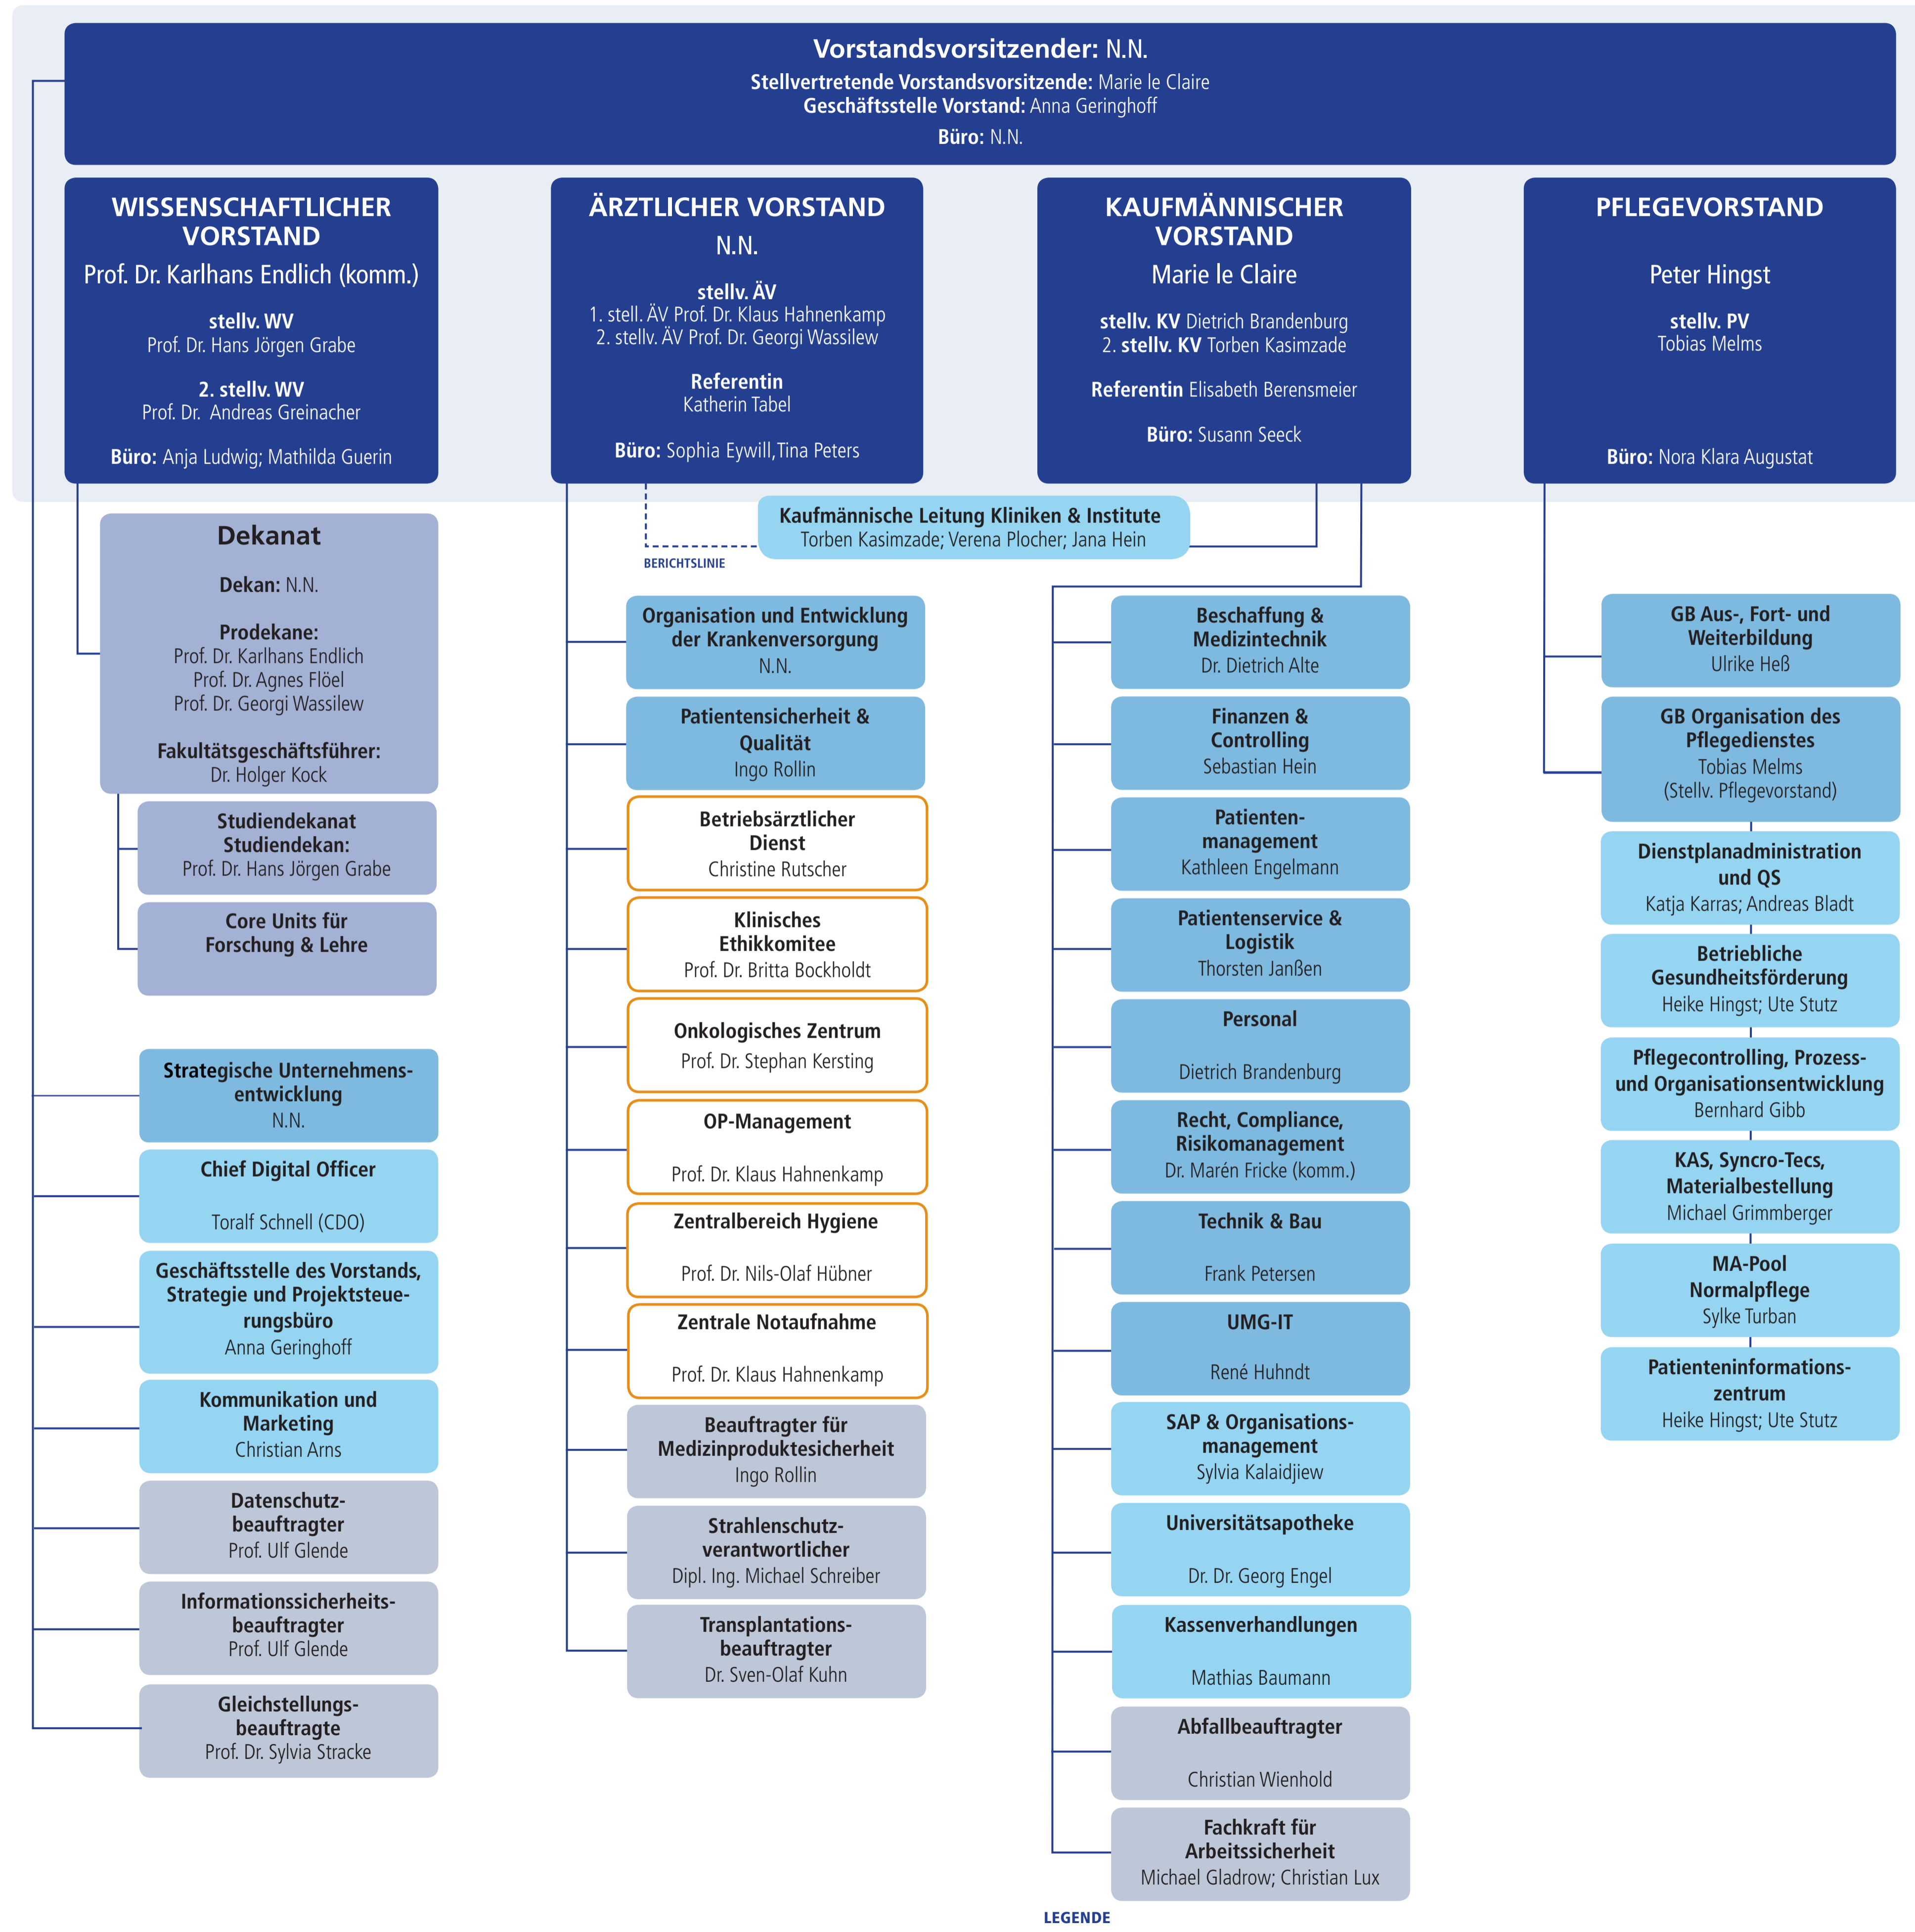 Vorstandsvorsitzender: N.N.
Stellvertretende Vorstandsvorsitzende: Marie le Claire
Geschäftsstelle Vorstand: Anna Geringhoff
Büro: N.N.
WISSENSCHAFTLICHER
VORSTAND
Prof. Dr. Karlhans Endlich (komm.)
stellv. WV
Prof. Dr. Hans Jörgen Grabe
2. stellv. WV
Prof. Dr. Andreas Greinacher
Büro: Anja Ludwig; Mathilda Guerin
ÄRZTLICHER VORSTAND
N.N.
stellv. ÄV
1. stell. ÄV Prof. Dr. Klaus Hahnenkamp
2. stellv. ÄV Prof. Dr. Georgi Wassilew
Referentin
Katherin Tabel
Büro: Sophia Eywill, Tina Peters
KAUFMÄNNISCHER
VORSTAND
Marie le Claire
stellv. KV Dietrich Brandenburg
2. stellv. KV Torben Kasimzade
Referentin Elisabeth Berensmeier
Büro: Susann Seeck
PFLEGEVORSTAND
Peter Hingst
stellv. PV
Tobias Melms
Büro: Nora Klara Augustat
Kaufmännische Leitung Kliniken & Institute
Torben Kasimzade; Verena Plocher; Jana Hein
BERICHTSLINIE
Dekanat
Dekan: N.N.
Prodekane:
Prof. Dr. Karlhans Endlich
Prof. Dr. Agnes Flöel
Prof. Dr. Georgi Wassilew
Fakultätsgeschäftsführer:
Dr. Holger Kock
Studiendekanat
Studiendekan:
Prof. Dr. Hans Jörgen Grabe
Core Units für
Forschung & Lehre
Strategische Unternehmens-
entwicklung
N.N.
Chief Digital Officer
Toralf Schnell (CDO)
Geschäftsstelle des Vorstands,
Strategie und Projektsteue-
rungsbüro
Anna Geringhoff
Kommunikation und
Marketing
Christian Arns
Datenschutz-
beauftragter
Prof. Ulf Glende
Informationssicherheits-
beauftragter
Prof. Ulf Glende
Gleichstellungs-
beauftragte
Prof. Dr. Sylvia Stracke
Organisation und Entwicklung
der Krankenversorgung
N.N.
Patientensicherheit &
Qualität
Ingo Rollin
Betriebsärztlicher
Dienst
Christine Rutscher
Klinisches
Ethikkomitee
Prof. Dr. Britta Bockholdt
Onkologisches Zentrum
Prof. Dr. Stephan Kersting
OP-Management
Prof. Dr. Klaus Hahnenkamp
Zentralbereich Hygiene
Prof. Dr. Nils-Olaf Hübner
Zentrale Notaufnahme
Prof. Dr. Klaus Hahnenkamp
Beauftragter für
Medizinproduktesicherheit
Ingo Rollin
Strahlenschutz-
verantwortlicher
Dipl. Ing. Michael Schreiber
Transplantations-
beauftragter
Dr. Sven-Olaf Kuhn
Beschaffung &
Medizintechnik
Dr. Dietrich Alte
Finanzen &
Controlling
Sebastian Hein
Patienten-
management
Kathleen Engelmann
Patientenservice &
Logistik
Thorsten Janßen
Personal
Dietrich Brandenburg
Recht, Compliance,
Risikomanagement
Dr. Marén Fricke (komm.)
Technik & Bau
Frank Petersen
UMG-IT
René Huhndt
SAP & Organisations-
management
Sylvia Kalaidjiew
Universitätsapotheke
Dr. Dr. Georg Engel
Kassenverhandlungen
Mathias Baumann
Abfallbeauftragter
Christian Wienhold
Fachkraft für
Arbeitssicherheit
Michael Gladrow; Christian Lux
GB Aus-, Fort- und
Weiterbildung
Ulrike Heß
GB Organisation des
Pflegedienstes
Tobias Melms
(Stellv. Pflegevorstand)
Dienstplanadministration
und QS
Katja Karras; Andreas Bladt
Betriebliche
Gesundheitsförderung
Heike Hingst; Ute Stutz
Pflegecontrolling, Prozess-
und Organisationsentwicklung
Bernhard Gibb
KAS, Syncro-Tecs,
Materialbestellung
Michael Grimmberger
MA-Pool
Normalpflege
Sylke Turban
Patienteninformations-
zentrum
Heike Hingst; Ute Stutz
LEGENDE